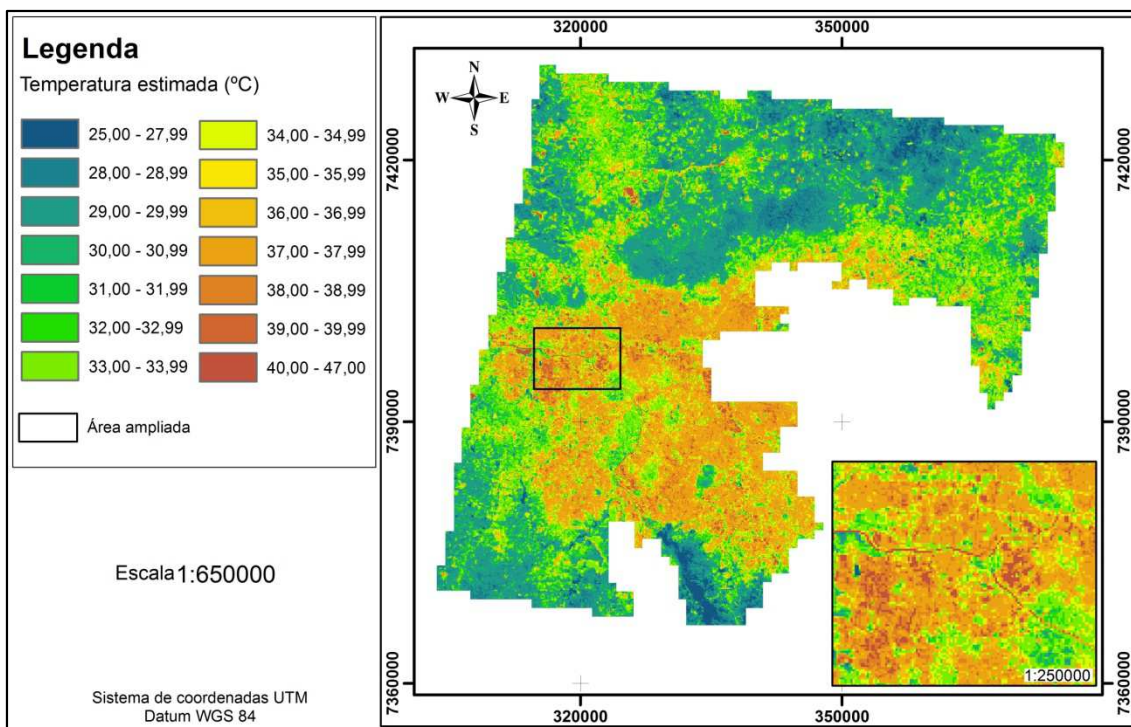 Legenda
Temperatura estimada (ºC)
25,00 - 27,99
28,00 - 28,99
29,00 - 29,99
30,00 - 30,99
31,00 - 31,99
32,00 -32,99
33,00 - 33,99
34,00 - 34,99
35,00 - 35,99
36,00 - 36,99
37,00 - 37,99
38,00 - 38,99
39,00 - 39,99
40,00 - 47,00
Área ampliada
Escala 1:650000
Sistema de coordenadas UTM
Datum WGS 84
320000 350000
N
W E
S
7420000 7420000
7390000 7390000
7360000 7360000
1:250000
320000 350000